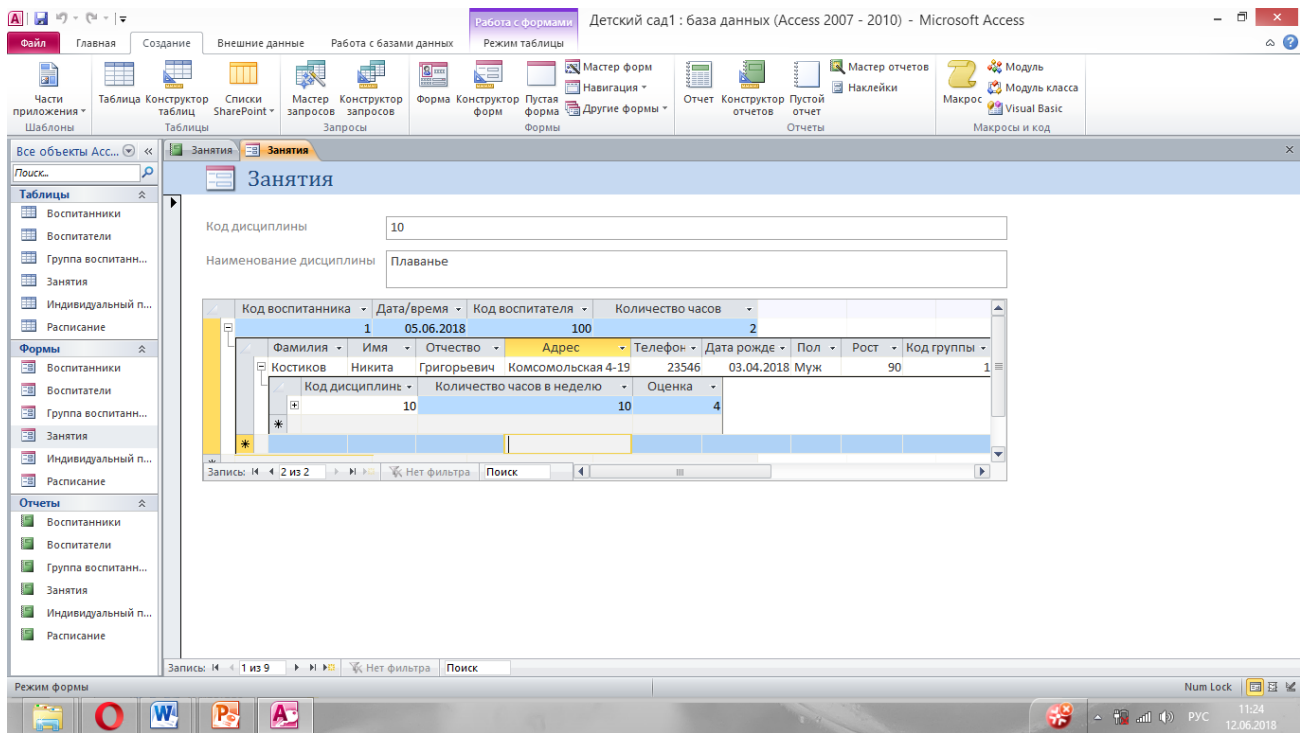 Работа с формами Детский сад1 : база данных (Access 2007 - 2010) - Microsoft Access
Файл Главная Создание Внешние данные Работа с базами данных Режим таблицы
Части приложения
Таблица
Конструктор таблиц
Списки SharePoint
Мастер запросов
Конструктор запросов
Форма
Конструктор форм
Пустая форма
Мастер форм
Навигация
Другие формы
Отчет
Конструктор отчетов
Пустой отчет
Мастер отчетов
Наклейки
Макрос
Модуль
Модуль класса
Visual Basic
Шаблоны Таблицы Запросы Формы Отчеты Макросы и код
Все объекты Acc...
Поиск...
Таблицы
Воспитанники
Воспитатели
Группа воспитанн...
Занятия
Индивидуальный п...
Расписание
Формы
Воспитанники
Воспитатели
Группа воспитанн...
Занятия
Индивидуальный п...
Расписание
Отчеты
Воспитанники
Воспитатели
Группа воспитанн...
Занятия
Индивидуальный п...
Расписание
Занятия Занятия
Занятия
Код дисциплины 10
Наименование дисциплины Плаванье
Код воспитанника Дата/время Код воспитателя Количество часов
1 05.06.2018 100 2
Фамилия Имя Отчество Адрес Телефон Дата рожде Пол Рост Код группы
Костиков Никита Григорьевич Комсомольская 4-19 23546 03.04.2018 Муж 90 1
Код дисциплинь Количество часов в неделю Оценка
10 10 4
Запись: 2 из 2 Нет фильтра Поиск
Запись: 1 из 9 Нет фильтра Поиск
Режим формы Num Lock
РУС 11:24
12.06.2018